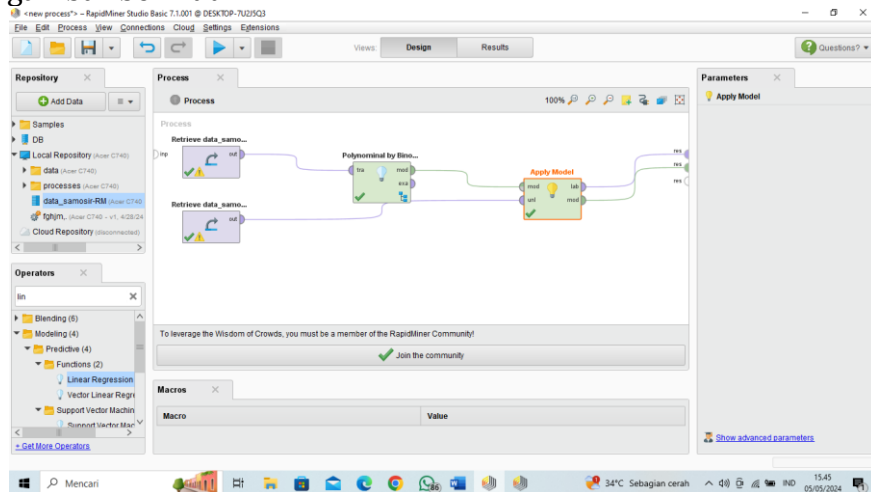 <new process*> – RapidMiner Studio Basic 7.1.001 @ DESKTOP-7U2J5Q3
File Edit Process View Connections Cloud Settings Extensions
Views: Design Results
Questions?
Repository
Add Data
Samples
DB
Local Repository (Acer C740)
data (Acer C740)
processes (Acer C740)
data_samosir-RM (Acer C740
fghjm,. (Acer C740 - v1, 4/28/24
Cloud Repository (disconnected)
Operators
lin
Blending (6)
Modeling (4)
Predictive (4)
Functions (2)
Linear Regression
Vector Linear Regre
Support Vector Machin
Support Vector Mac
+ Get More Operators
Process
Process
100%
Process
Retrieve data_samo...
inp
out
Polynominal by Bino...
tra mod
exa
Apply Model
mod lab
unl mod
res
res
res
Retrieve data_samo...
out
To leverage the Wisdom of Crowds, you must be a member of the RapidMiner Community!
Join the community
Macros
Macro Value
Parameters
Apply Model
Show advanced parameters
Mencari
34°C Sebagian cerah
IND
15.45
05/05/2024